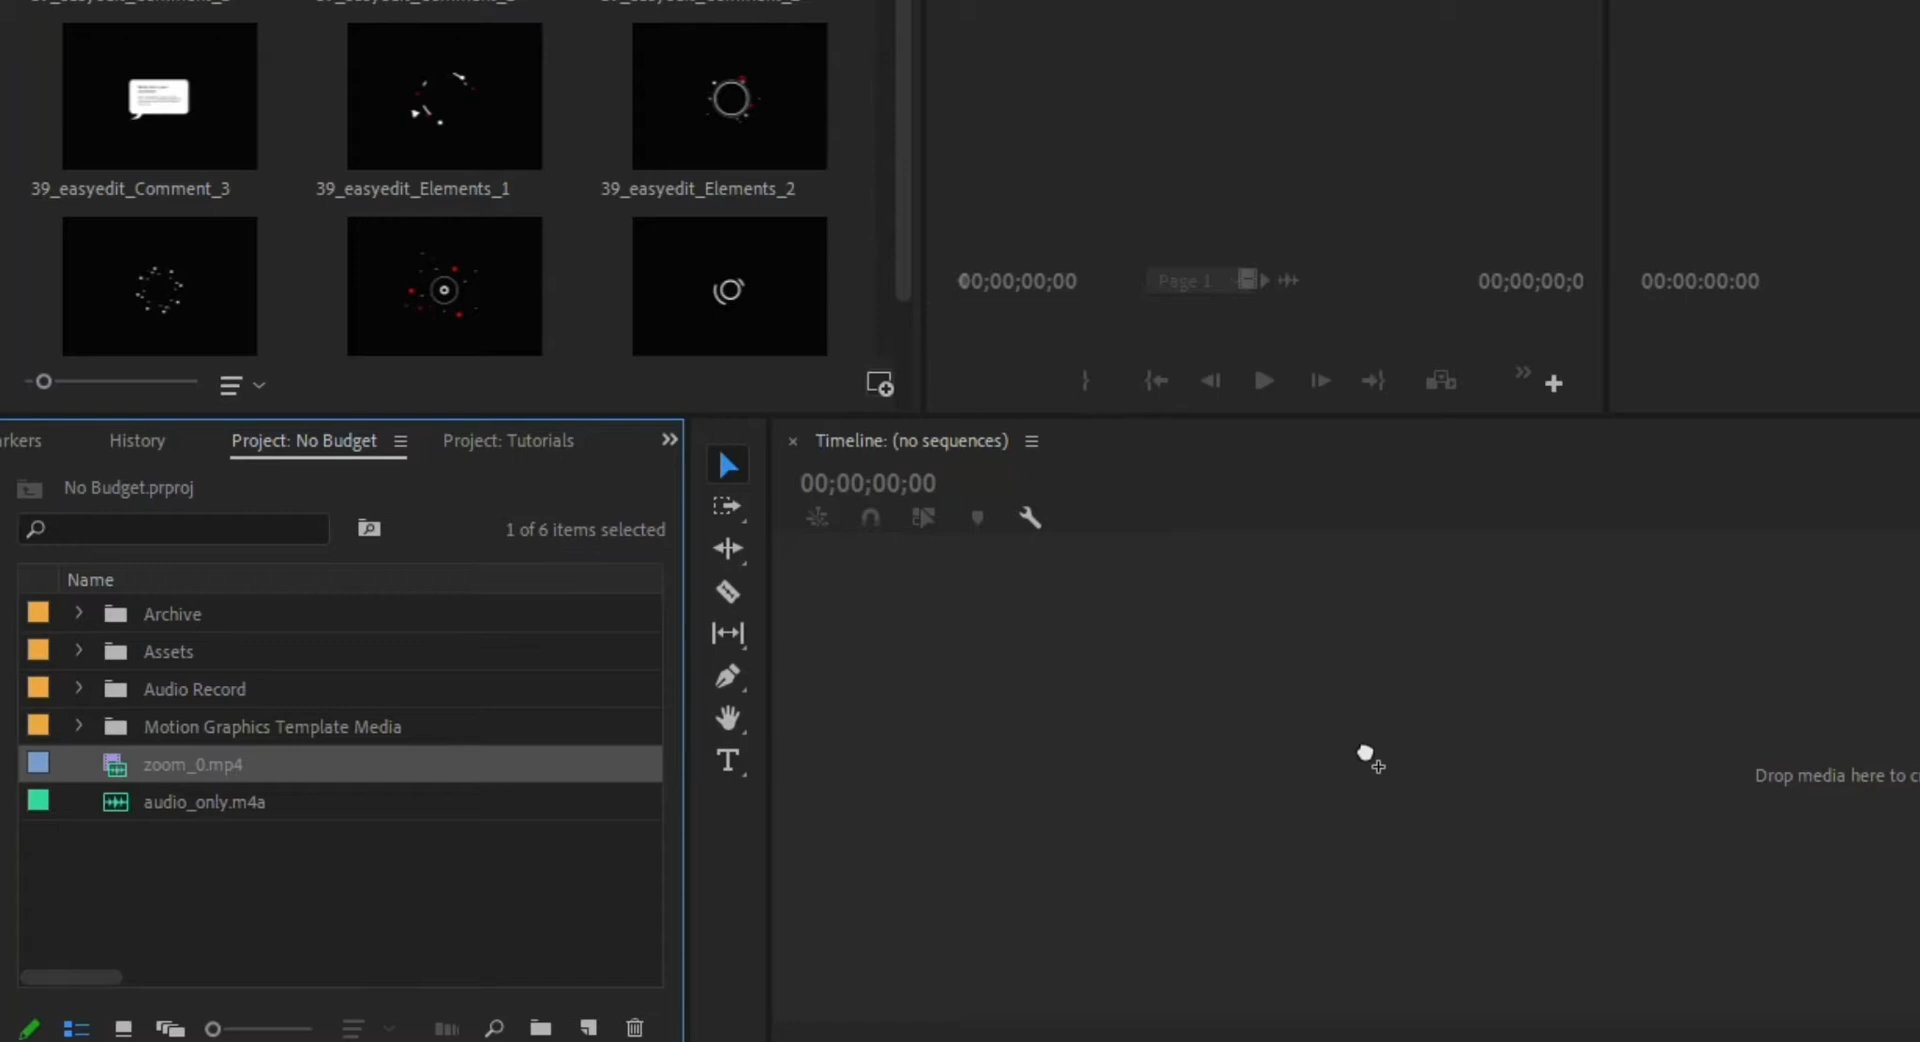 39_easyedit_Comment_3
39_easyedit_Elements_1
39_easyedit_Elements_2
00;00;00;00
Page 1
00;00;00;0
00:00:00:00
rkers
History
Project: No Budget
Project: Tutorials
No Budget.prproj
1 of 6 items selected
Name
Archive
Assets
Audio Record
Motion Graphics Template Media
zoom_0.mp4
audio_only.m4a
Timeline: (no sequences)
00;00;00;00
Drop media here to c